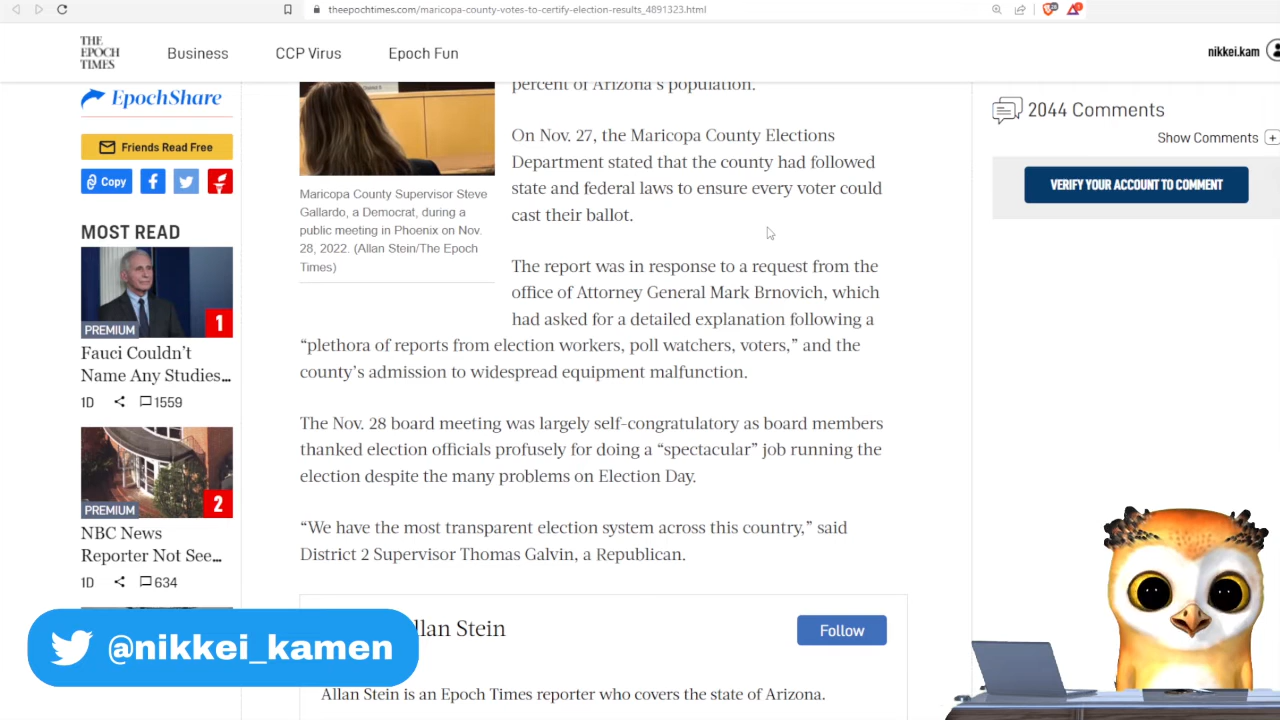 theepochtimes.com/maricopa-county-votes-to-certify-election-results_4891323.html
THE
EPOCH
TIMES
Business
CCP Virus
Epoch Fun
nikkei.kam
EpochShare
Friends Read Free
Copy
MOST READ
PREMIUM
1
Fauci Couldn't
Name Any Studies...
1D
1559
PREMIUM
2
NBC News
Reporter Not See...
1D
634
percent of Arizona's population.
On Nov. 27, the Maricopa County Elections
Department stated that the county had followed
state and federal laws to ensure every voter could
cast their ballot.
Maricopa County Supervisor Steve
Gallardo, a Democrat, during a
public meeting in Phoenix on Nov.
28, 2022. (Allan Stein/The Epoch
Times)
The report was in response to a request from the
office of Attorney General Mark Brnovich, which
had asked for a detailed explanation following a
“plethora of reports from election workers, poll watchers, voters,” and the
county's admission to widespread equipment malfunction.
The Nov. 28 board meeting was largely self-congratulatory as board members
thanked election officials profusely for doing a “spectacular” job running the
election despite the many problems on Election Day.
“We have the most transparent election system across this country,” said
District 2 Supervisor Thomas Galvin, a Republican.
llan Stein
Follow
Allan Stein is an Epoch Times reporter who covers the state of Arizona.
2044 Comments
Show Comments +
VERIFY YOUR ACCOUNT TO COMMENT
@nikkei_kamen